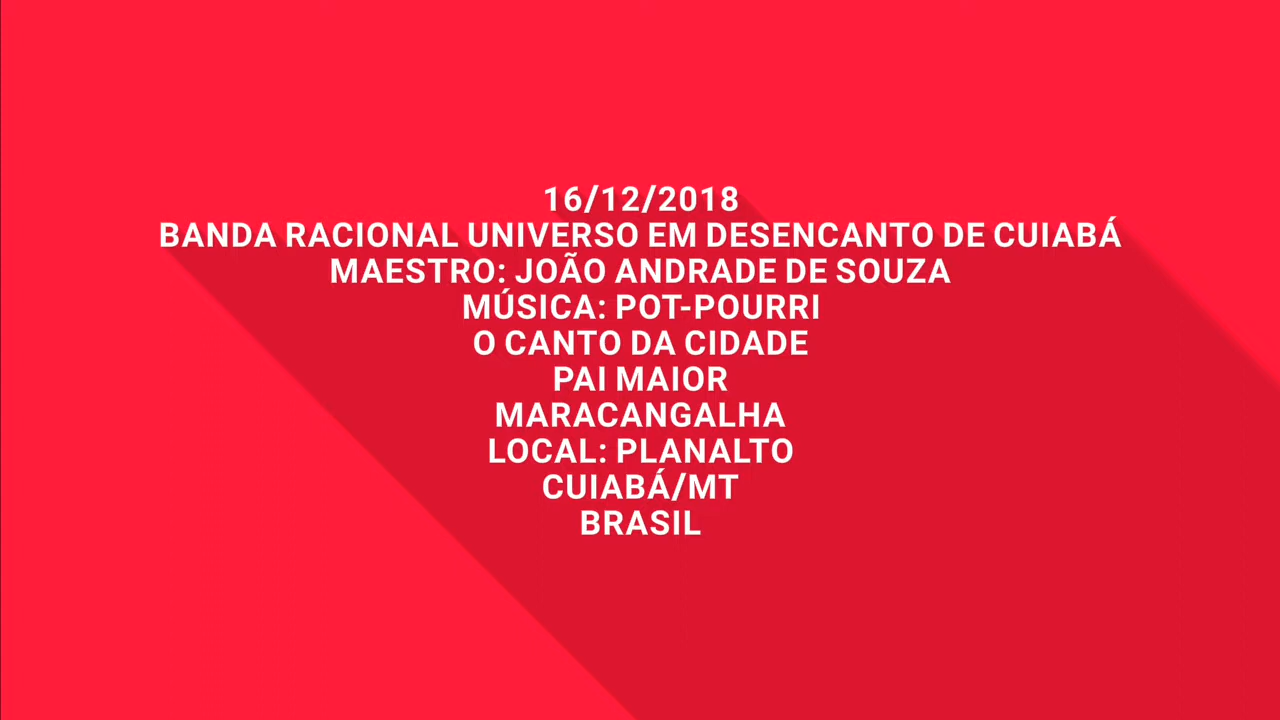 16/12/2018
BANDA RACIONAL UNIVERSO EM DESENCANTO DE CUIABÁ
MAESTRO: JOÃO ANDRADE DE SOUZA
MÚSICA: POT-POURRI
O CANTO DA CIDADE
PAI MAIOR
MARACANGALHA
LOCAL: PLANALTO
CUIABÁ/MT
BRASIL